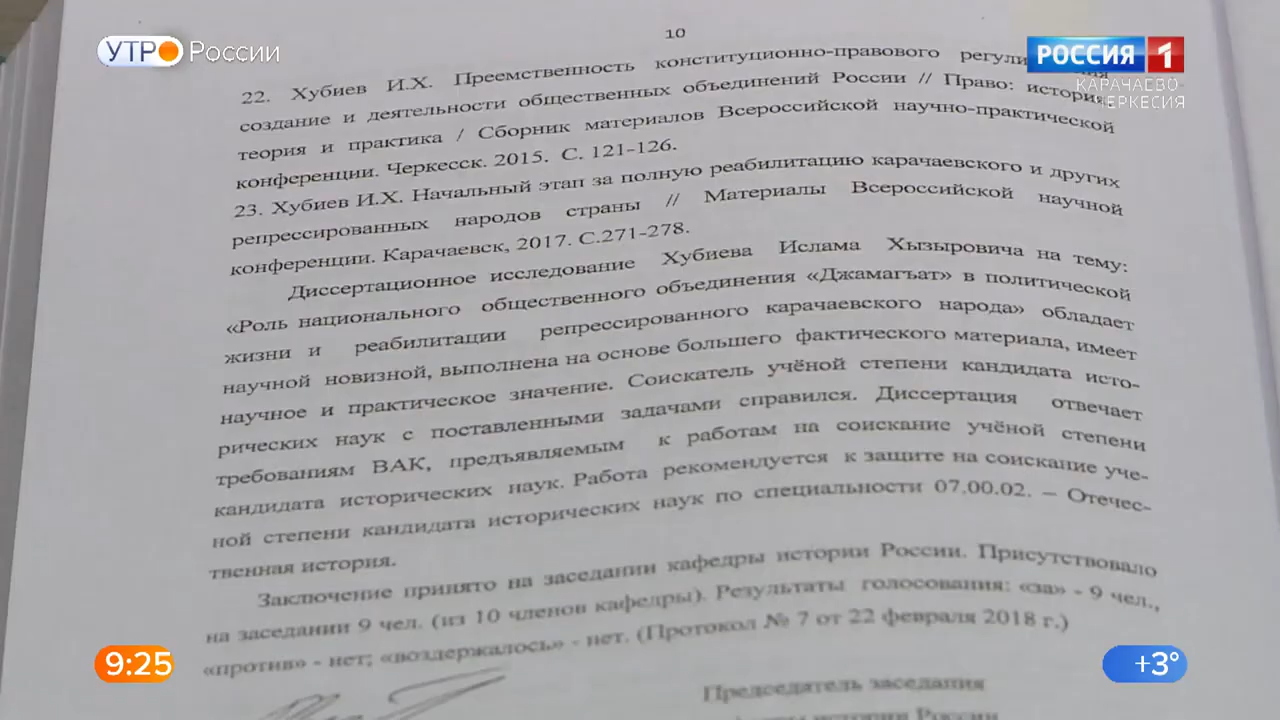 УТРО России
РОССИЯ 1
КАРАЧАЕВО
ЧЕРКЕСИЯ
10
22. Хубиев И.Х. Преемственность конституционно-правового
создание и деятельности общественных объединений России // Право: история,
теория и практика / Сборник материалов Всероссийской научно-практической
конференции. Черкесск. 2015. С. 121-126.
23. Хубиев И.Х. Начальный этап за полную реабилитацию карачаевского и других
репрессированных народов страны // Материалы Всероссийской научной
конференции. Карачаевск, 2017. С.271-278.
Диссертационное исследование Хубиева Ислама Хызыровича на тему:
«Роль национального общественного объединения «Джамагъат» в политической
жизни и реабилитации репрессированного карачаевского народа» обладает
научной новизной, выполнена на основе большего фактического материала, имеет
научное и практическое значение. Соискатель учёной степени кандидата исто-
рических наук с поставленными задачами справился. Диссертация отвечает
требованиям ВАК, предъявляемым к работам на соискание учёной степени
кандидата исторических наук. Работа рекомендуется к защите на соискание уче-
ной степени кандидата исторических наук по специальности 07.00.02. – Отечес-
твенная история.
Заключение принято на заседании кафедры истории России. Присутствовало
на заседании 9 чел. (из 10 членов кафедры). Результаты голосования: «за» - 9 чел.,
«против» - нет; «воздержалось» - нет. (Протокол № 7 от 22 февраля 2018 г.)
Председатель заседания
истории России
9:25
+3°